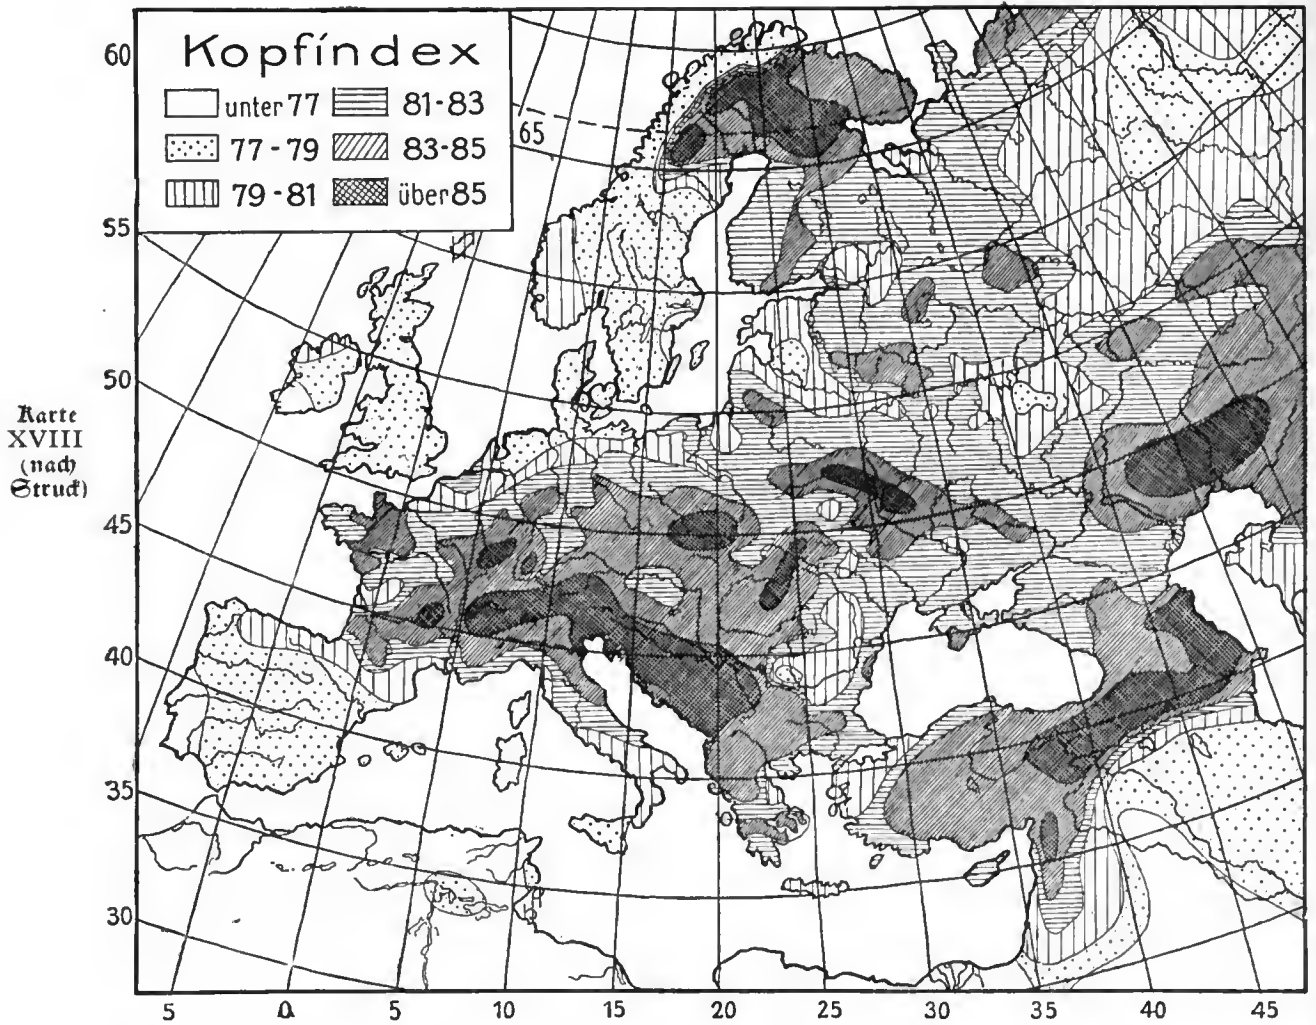 Kopfindex
unter 77 81-83
77-79 83-85
79-81 über 85
Karte
XVIII
(nach
Struck)
60
55
50
45
40
35
30
65
5 0 5 10 15 20 25 30 35 40 45